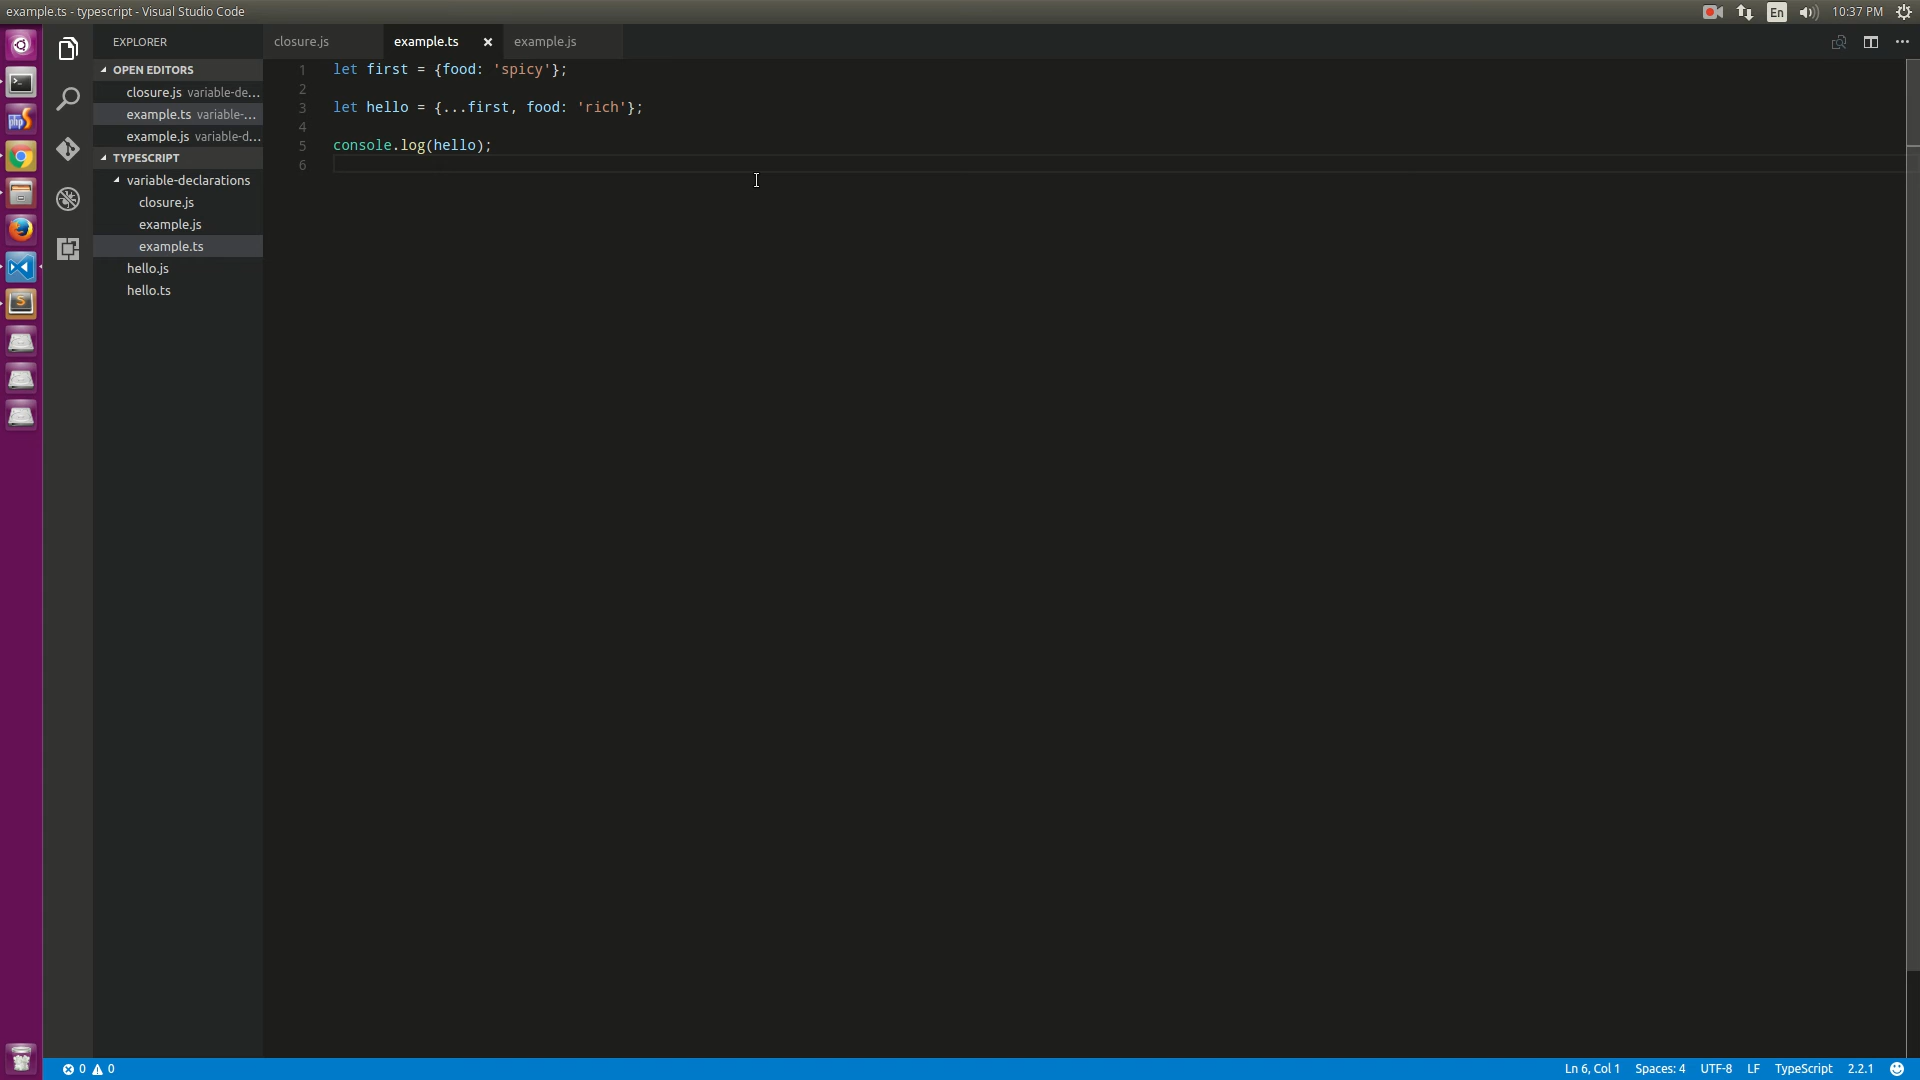 example.ts - typescript - Visual Studio Code
En
10:37 PM
EXPLORER
OPEN EDITORS
closure.js variable-de...
example.ts variable-...
example.js variable-d...
TYPESCRIPT
variable-declarations
closure.js
example.js
example.ts
hello.js
hello.ts
closure.js
example.ts
example.js
1 let first = {food: 'spicy'};
2
3 let hello = {...first, food: 'rich'};
4
5 console.log(hello);
6
php
S
0 0
Ln 6, Col 1
Spaces: 4
UTF-8
LF
TypeScript
2.2.1